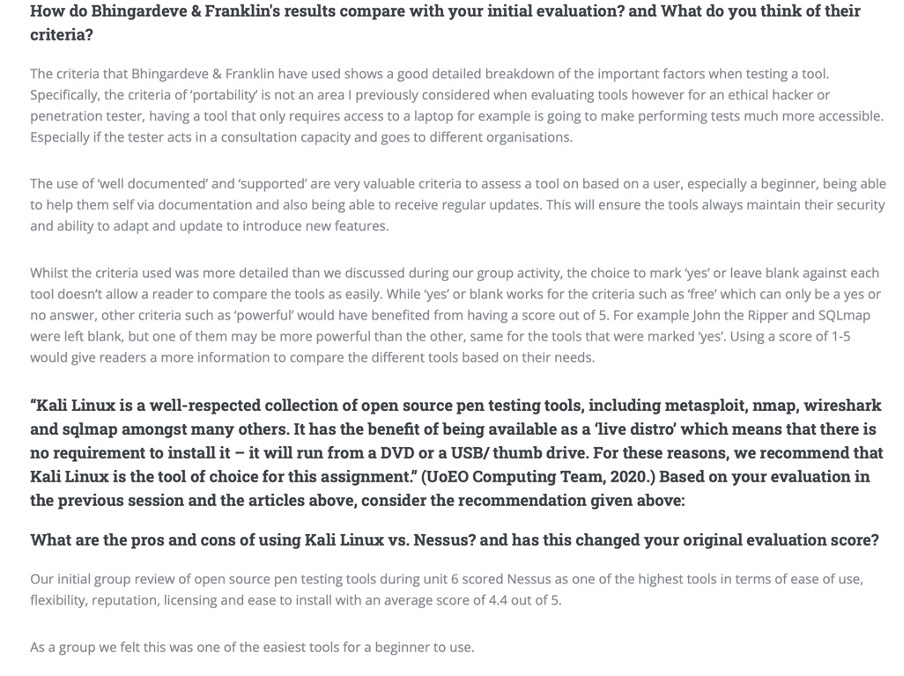 How do Bhingardeve & Franklin's results compare with your initial evaluation? and What do you think of their
criteria?
The criteria that Bhingardeve & Franklin have used shows a good detailed breakdown of the important factors when testing a tool.
Specifically, the criteria of ‘portability’ is not an area I previously considered when evaluating tools however for an ethical hacker or
penetration tester, having a tool that only requires access to a laptop for example is going to make performing tests much more accessible.
Especially if the tester acts in a consultation capacity and goes to different organisations.
The use of ‘well documented’ and ‘supported’ are very valuable criteria to assess a tool on based on a user, especially a beginner, being able
to help them self via documentation and also being able to receive regular updates. This will ensure the tools always maintain their security
and ability to adapt and update to introduce new features.
Whilst the criteria used was more detailed than we discussed during our group activity, the choice to mark ‘yes’ or leave blank against each
tool doesn’t allow a reader to compare the tools as easily. While ‘yes’ or blank works for the criteria such as ‘free’ which can only be a yes or
no answer, other criteria such as ‘powerful’ would have benefited from having a score out of 5. For example John the Ripper and SQLmap
were left blank, but one of them may be more powerful than the other, same for the tools that were marked ‘yes’. Using a score of 1-5
would give readers a more information to compare the different tools based on their needs.
“Kali Linux is a well-respected collection of open source pen testing tools, including metasploit, nmap, wireshark
and sqlmap amongst many others. It has the benefit of being available as a ‘live distro’ which means that there is
no requirement to install it – it will run from a DVD or a USB/ thumb drive. For these reasons, we recommend that
Kali Linux is the tool of choice for this assignment.” (UoEO Computing Team, 2020.) Based on your evaluation in
the previous session and the articles above, consider the recommendation given above:
What are the pros and cons of using Kali Linux vs. Nessus? and has this changed your original evaluation score?
Our initial group review of open source pen testing tools during unit 6 scored Nessus as one of the highest tools in terms of ease of use,
flexibility, reputation, licensing and ease to install with an average score of 4.4 out of 5.
As a group we felt this was one of the easiest tools for a beginner to use.